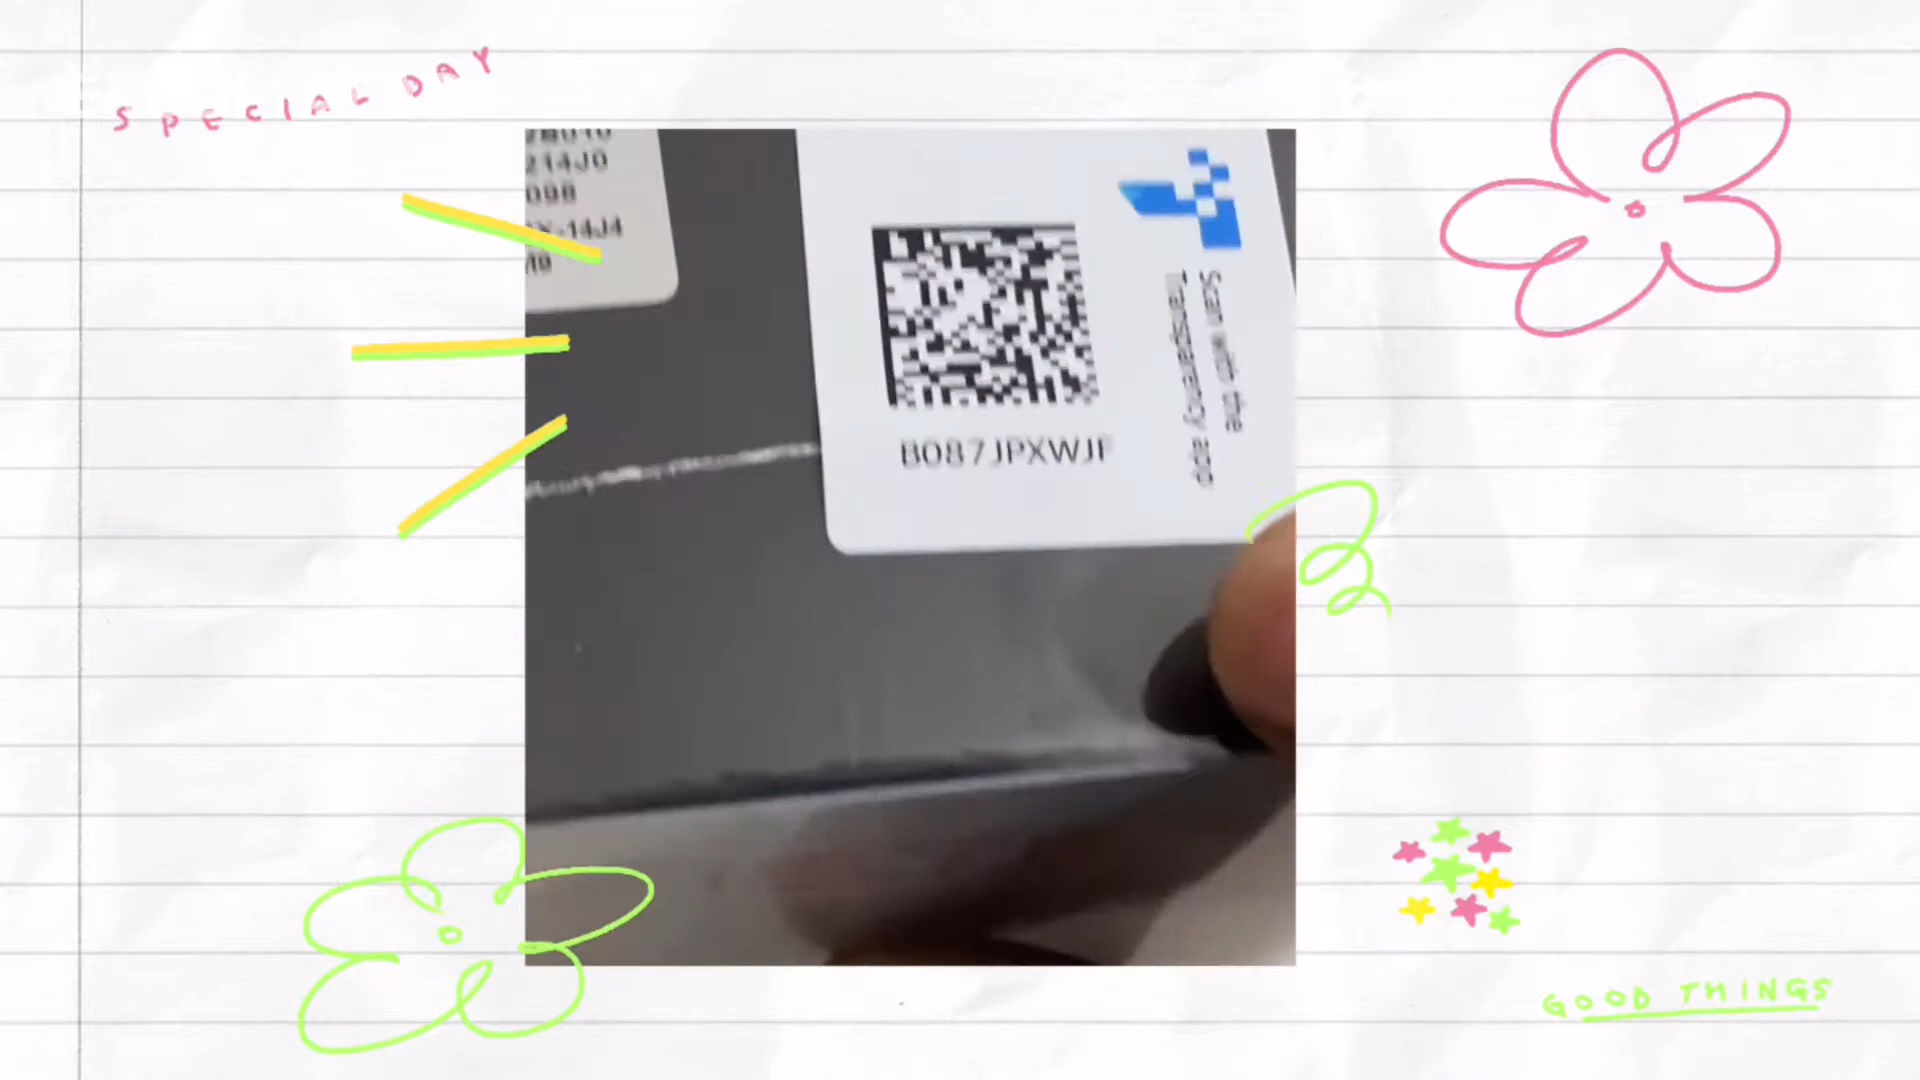 SPECIAL DAY
214J0
098
X-14J4
B087JPXWJF
Scan with the
Transparency app
GOOD THINGS